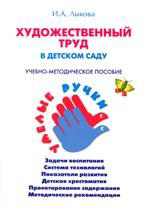 И.А. Лыкова
ХУДОЖЕСТВЕННЫЙ
ТРУД
В ДЕТСКОМ САДУ
УЧЕБНО-МЕТОДИЧЕСКОЕ ПОСОБИЕ
УМЕЛЫЕ РУЧКИ
Задачи воспитания
Система технологий
Показатели развития
Детская хрестоматия
Проектирование содержания
Методические рекомендации